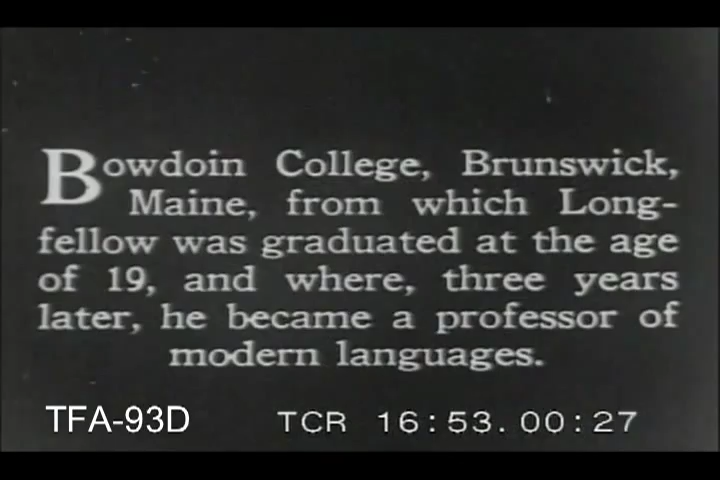 Bowdoin College, Brunswick,
Maine, from which Long-
fellow was graduated at the age
of 19, and where, three years
later, he became a professor of
modern languages.
TFA-93D TCR 16:53.00:27